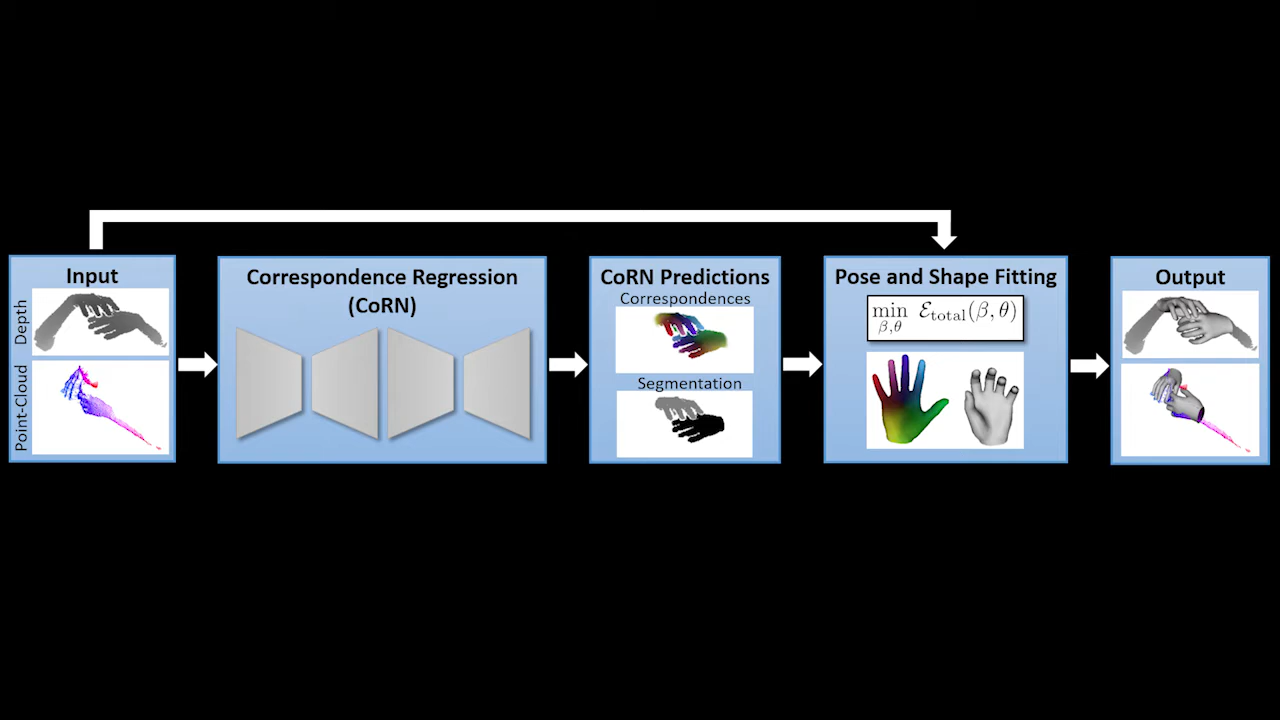 Input
Depth
Point-Cloud
Correspondence Regression
(CoRN)
CoRN Predictions
Correspondences
Segmentation
Pose and Shape Fitting
min ℰtotal(β, θ)
β,θ
Output